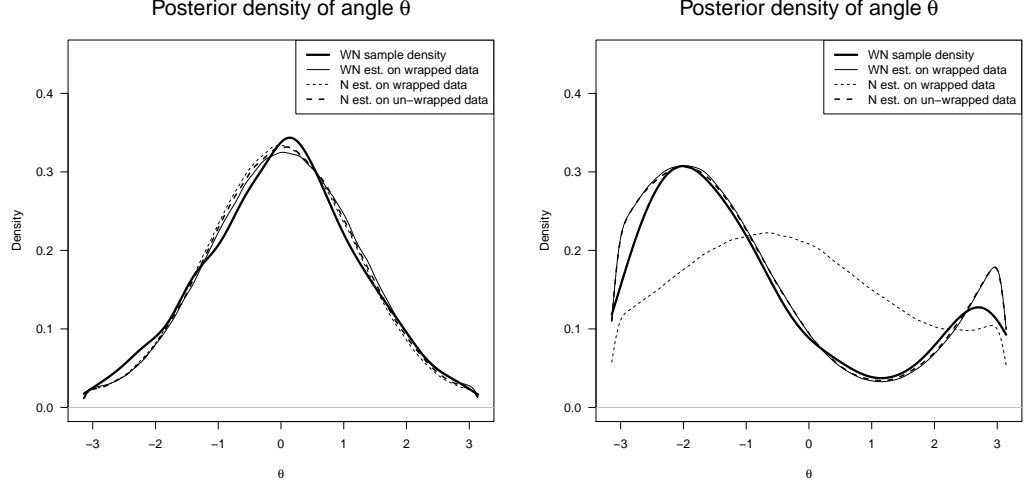 Posterior density of angle θ
WN sample density
WN est. on wrapped data
N est. on wrapped data
N est. on un−wrapped data
Density
0.4
0.3
0.2
0.1
0.0
−3
−2
−1
0
1
2
3
θ
Posterior density of angle θ
WN sample density
WN est. on wrapped data
N est. on wrapped data
N est. on un−wrapped data
Density
0.4
0.3
0.2
0.1
0.0
−3
−2
−1
0
1
2
3
θ